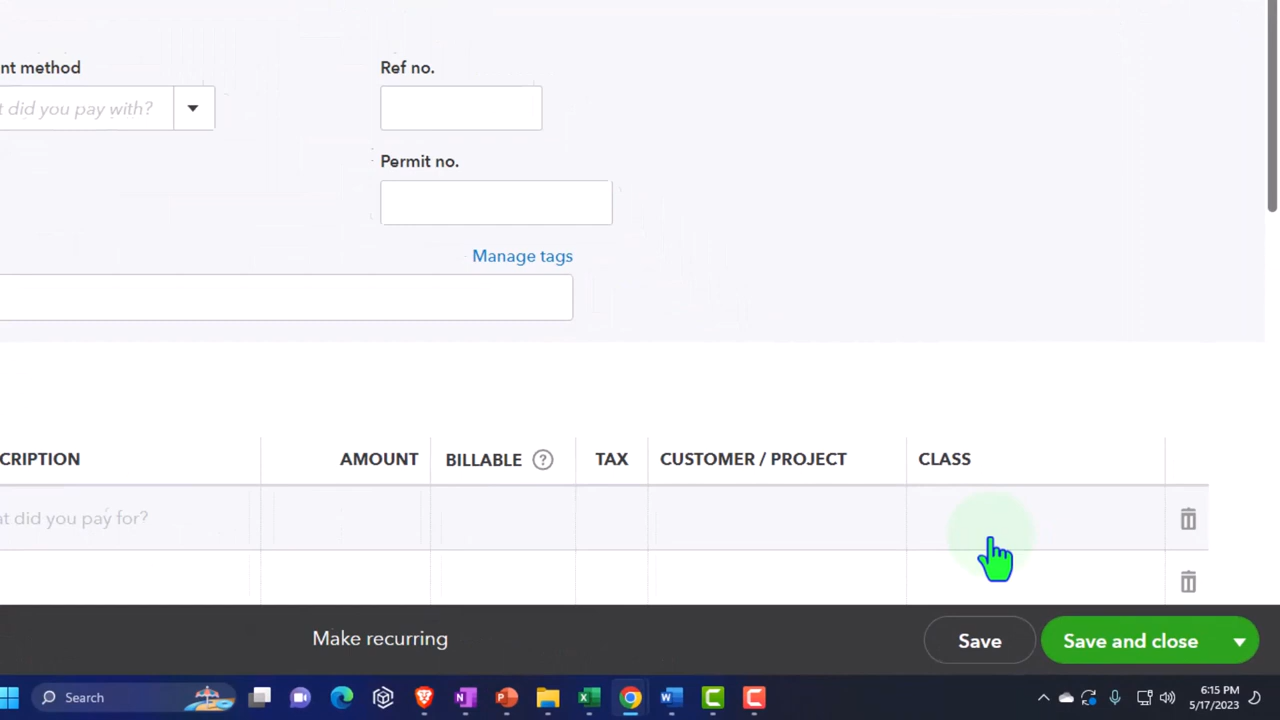 nt method
Ref no.
t did you pay with?
Permit no.
Manage tags
CRIPTION
AMOUNT
BILLABLE
?
TAX
CUSTOMER / PROJECT
CLASS
at did you pay for?
Make recurring
Save
Save and close
Search
6:15 PM
5/17/2023